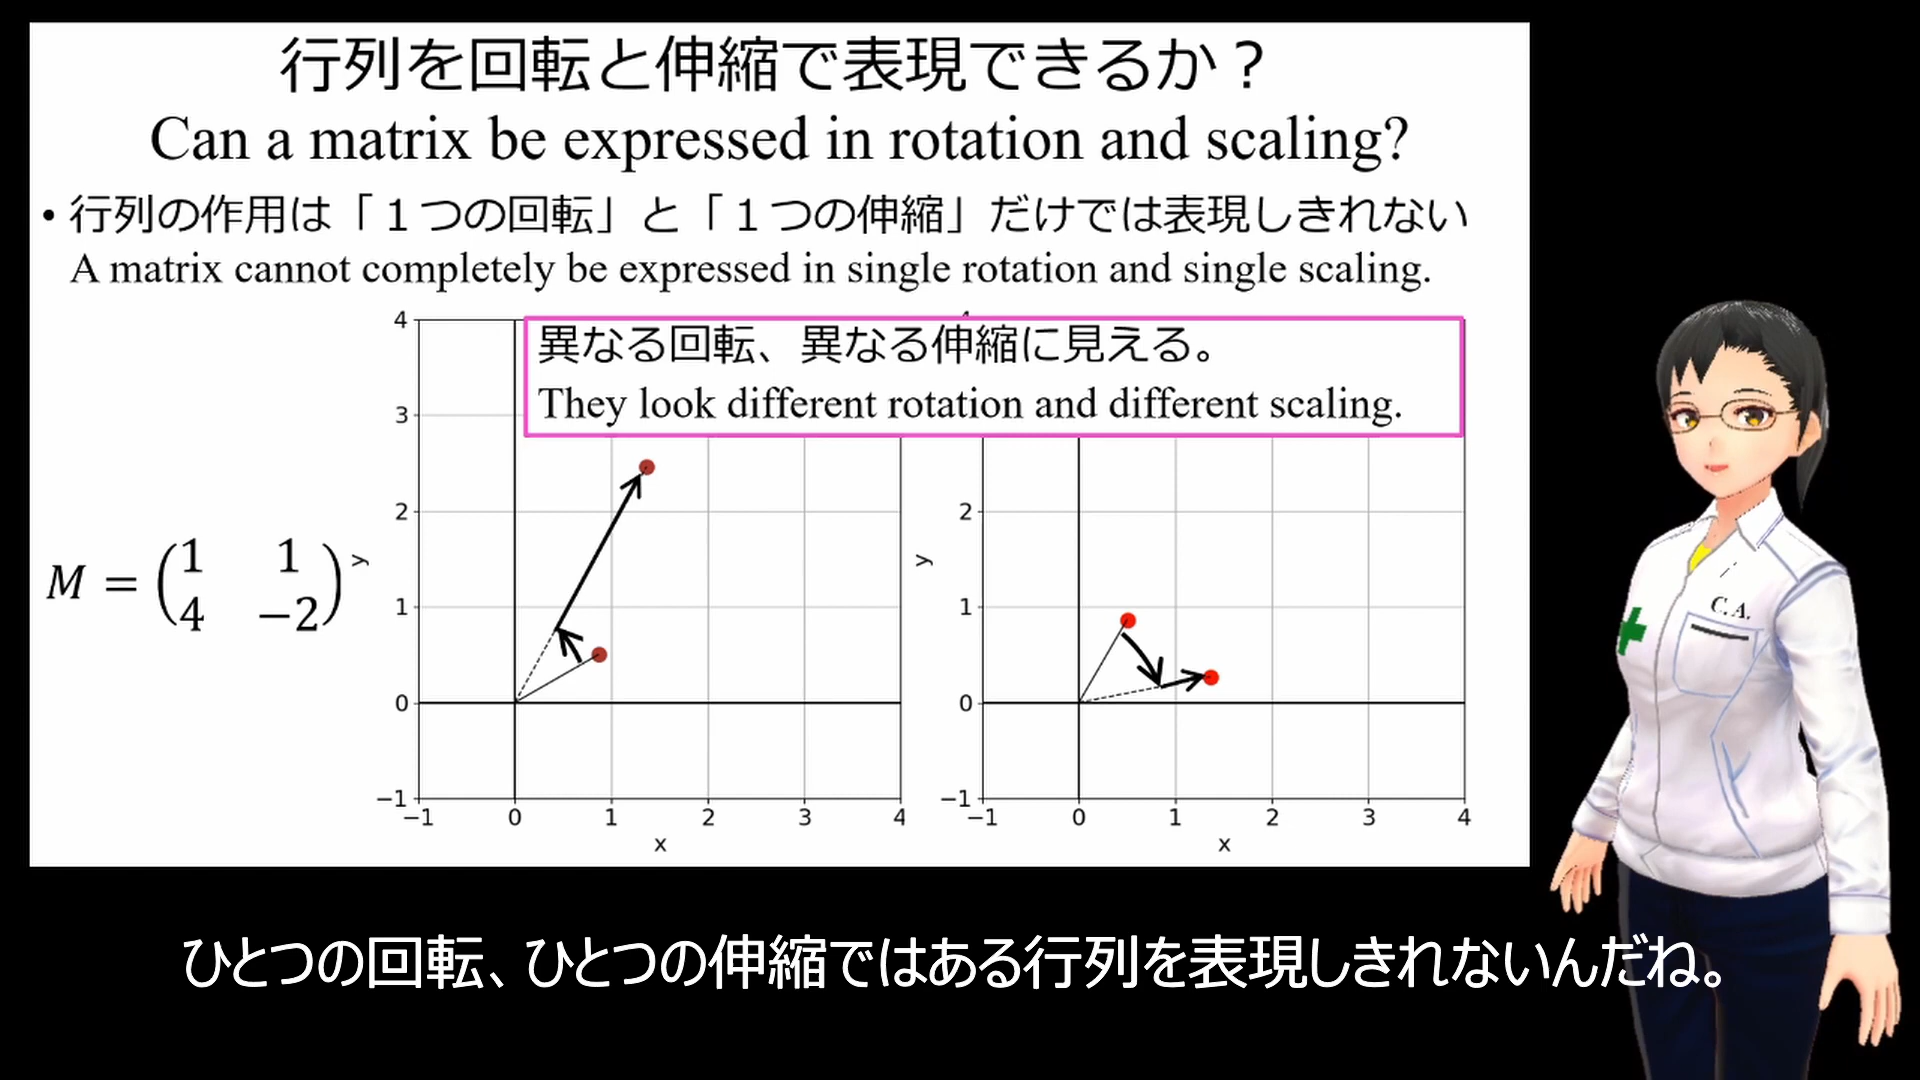 行列を回転と伸縮で表現できるか？
Can a matrix be expressed in rotation and scaling?
• 行列の作用は「１つの回転」と「１つの伸縮」だけでは表現しきれない
A matrix cannot completely be expressed in single rotation and single scaling.
異なる回転、異なる伸縮に見える。
They look different rotation and different scaling.
M = (1 1
4 −2)
4
3
2
1
0
−1
−1 0 1 2 3 4
x
y
2
1
0
−1
−1 0 1 2 3 4
x
y
C. A.
ひとつの回転、ひとつの伸縮ではある行列を表現しきれないんだね。